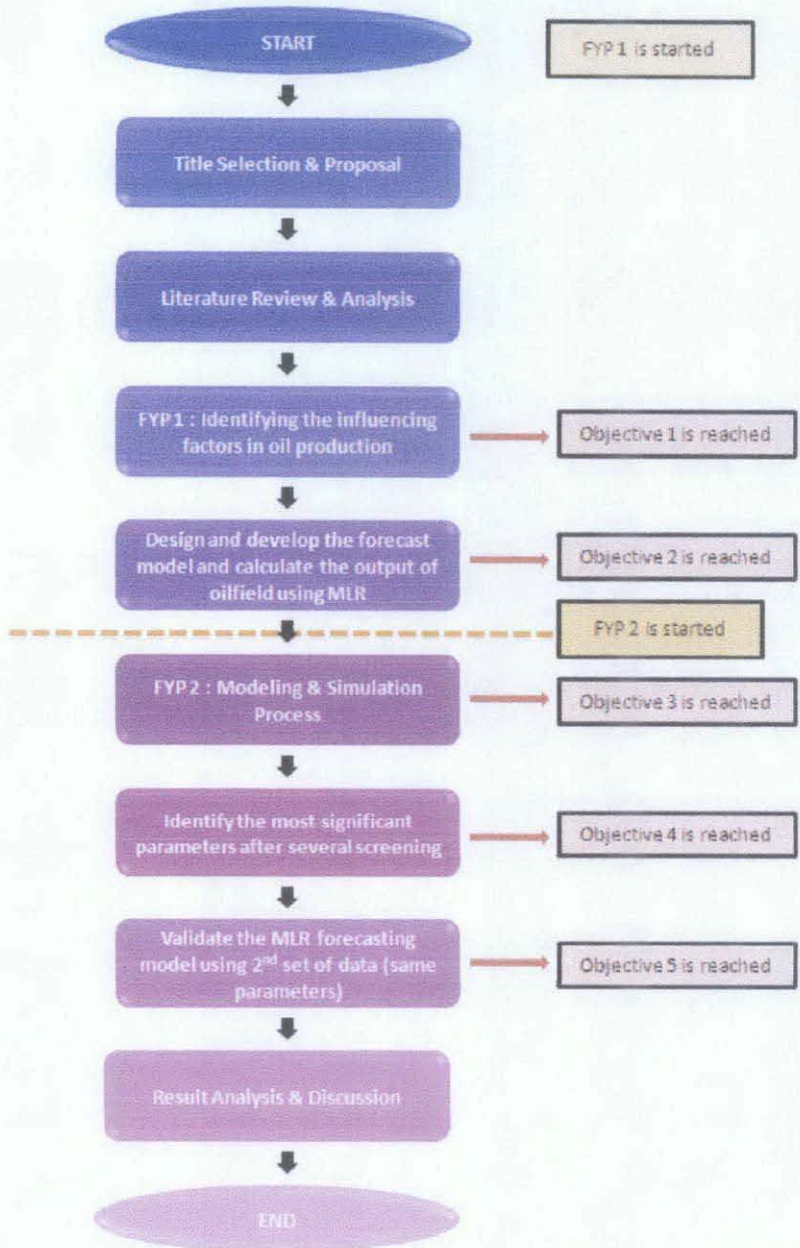 START
FYP 1 is started
Title Selection & Proposal
Literature Review & Analysis
FYP 1 : Identifying the influencing
factors in oil production
Objective 1 is reached
Design and develop the forecast
model and calculate the output of
oilfield using MLR
Objective 2 is reached
FYP 2 is started
FYP 2 : Modeling & Simulation
Process
Objective 3 is reached
Identify the most significant
parameters after several screening
Objective 4 is reached
Validate the MLR forecasting
model using 2nd set of data (same
parameters)
Objective 5 is reached
Result Analysis & Discussion
END